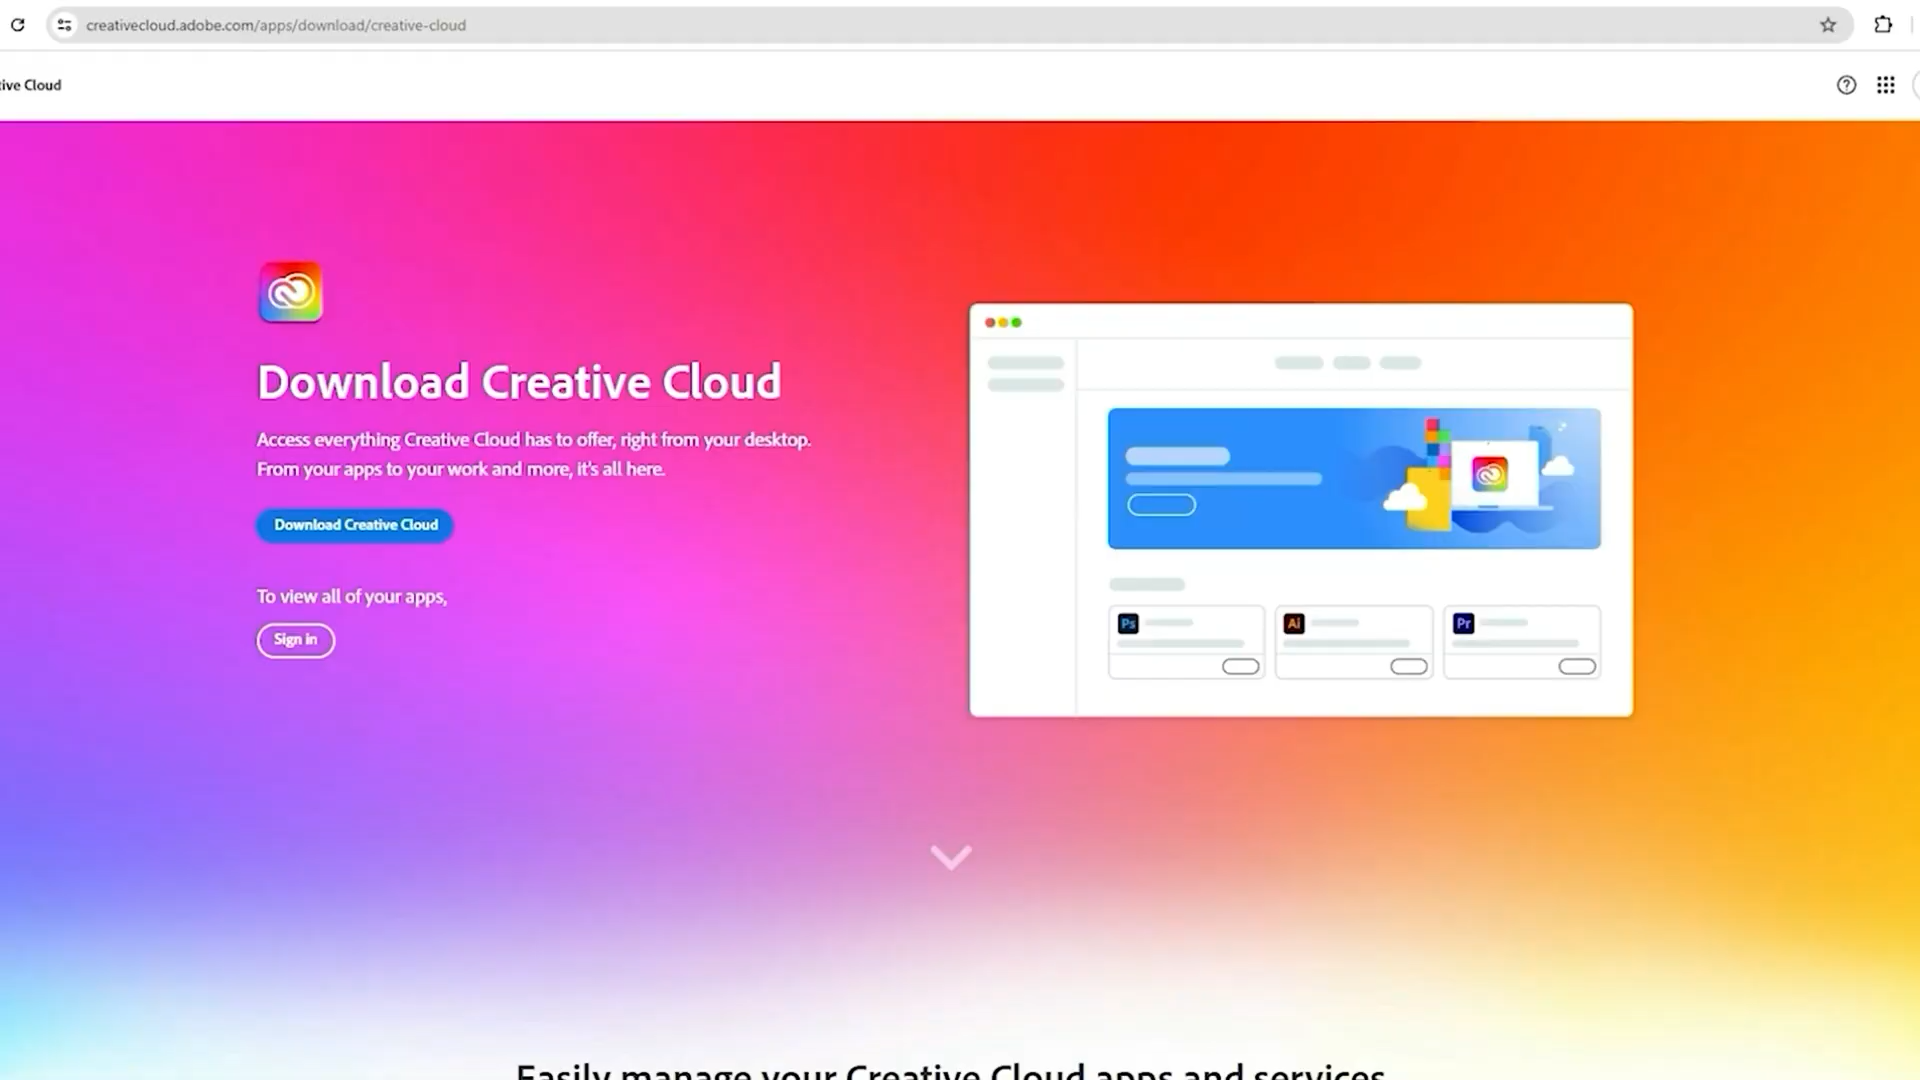 creativecloud.adobe.com/apps/download/creative-cloud
tive Cloud
Download Creative Cloud
Access everything Creative Cloud has to offer, right from your desktop.
From your apps to your work and more, it's all here.
Download Creative Cloud
To view all of your apps,
Sign in
Ps
Ai
Pr
Easily manage your Creative Cloud apps and services